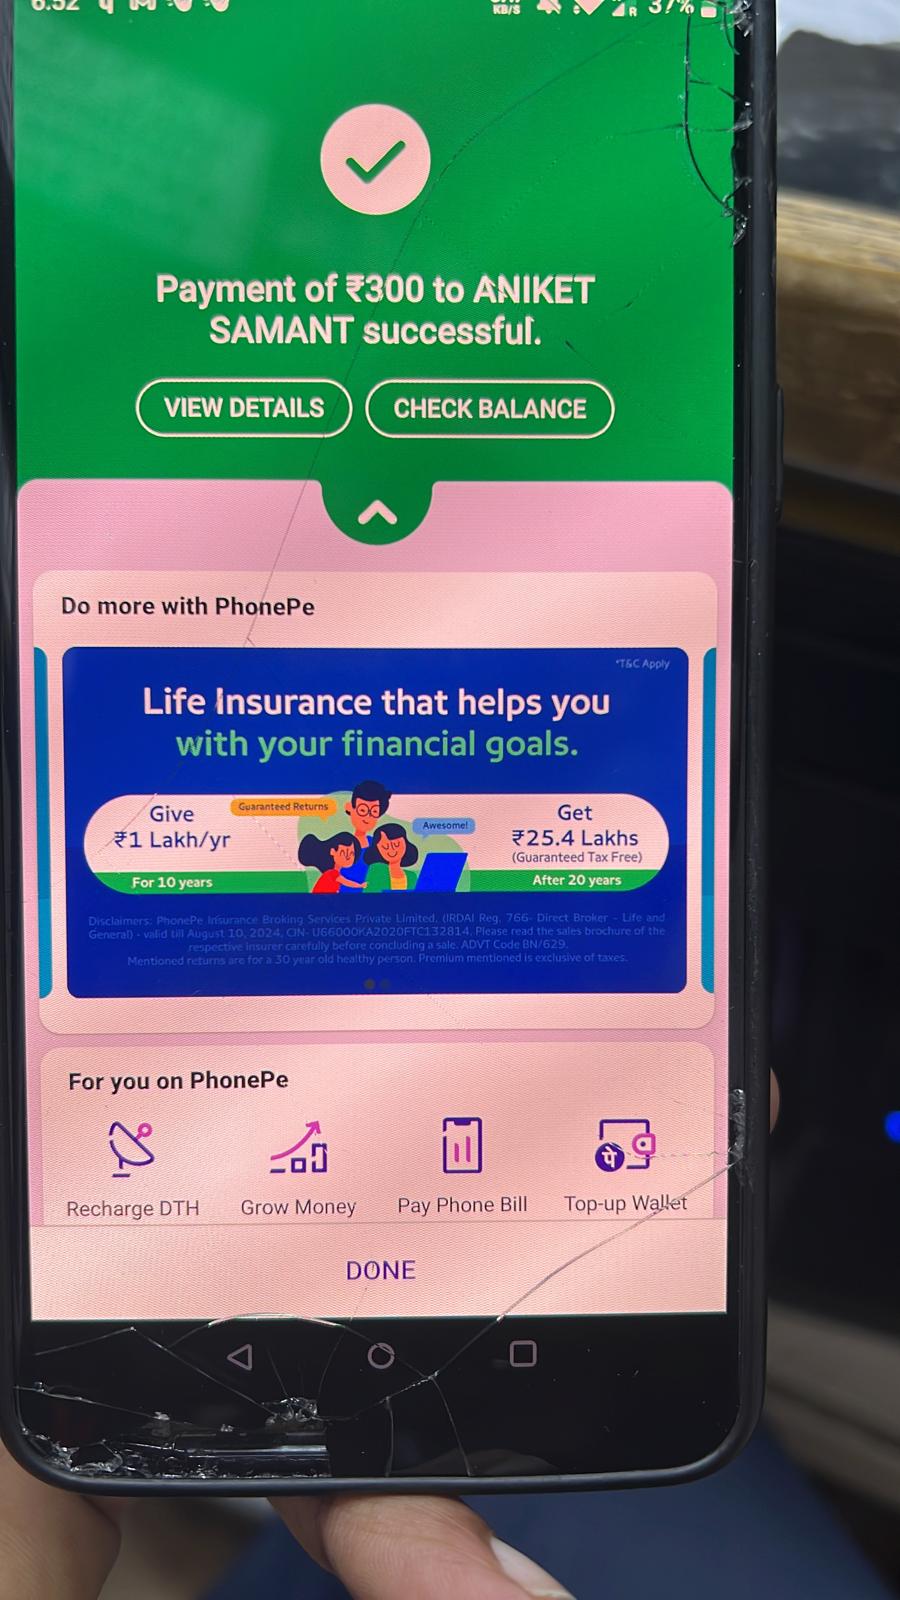 6:52
KB/S
R
37%
Payment of ₹300 to ANIKET
SAMANT successful.
VIEW DETAILS
CHECK BALANCE
Do more with PhonePe
*T&C Apply
Life Insurance that helps you
with your financial goals.
Give
₹1 Lakh/yr
For 10 years
Guaranteed Returns
Awesome!
Get
₹25.4 Lakhs
(Guaranteed Tax Free)
After 20 years
Disclaimers: PhonePe Insurance Broking Services Private Limited, (IRDAI Reg. 766- Direct Broker - Life and
General) - valid till August 10, 2024, CIN- U66000KA2020FTC132814. Please read the sales brochure of the
respective insurer carefully before concluding a sale. ADVT Code BN/629.
Mentioned returns are for a 30 year old healthy person. Premium mentioned is exclusive of taxes.
For you on PhonePe
पे
Recharge DTH
Grow Money
Pay Phone Bill
Top-up Wallet
DONE